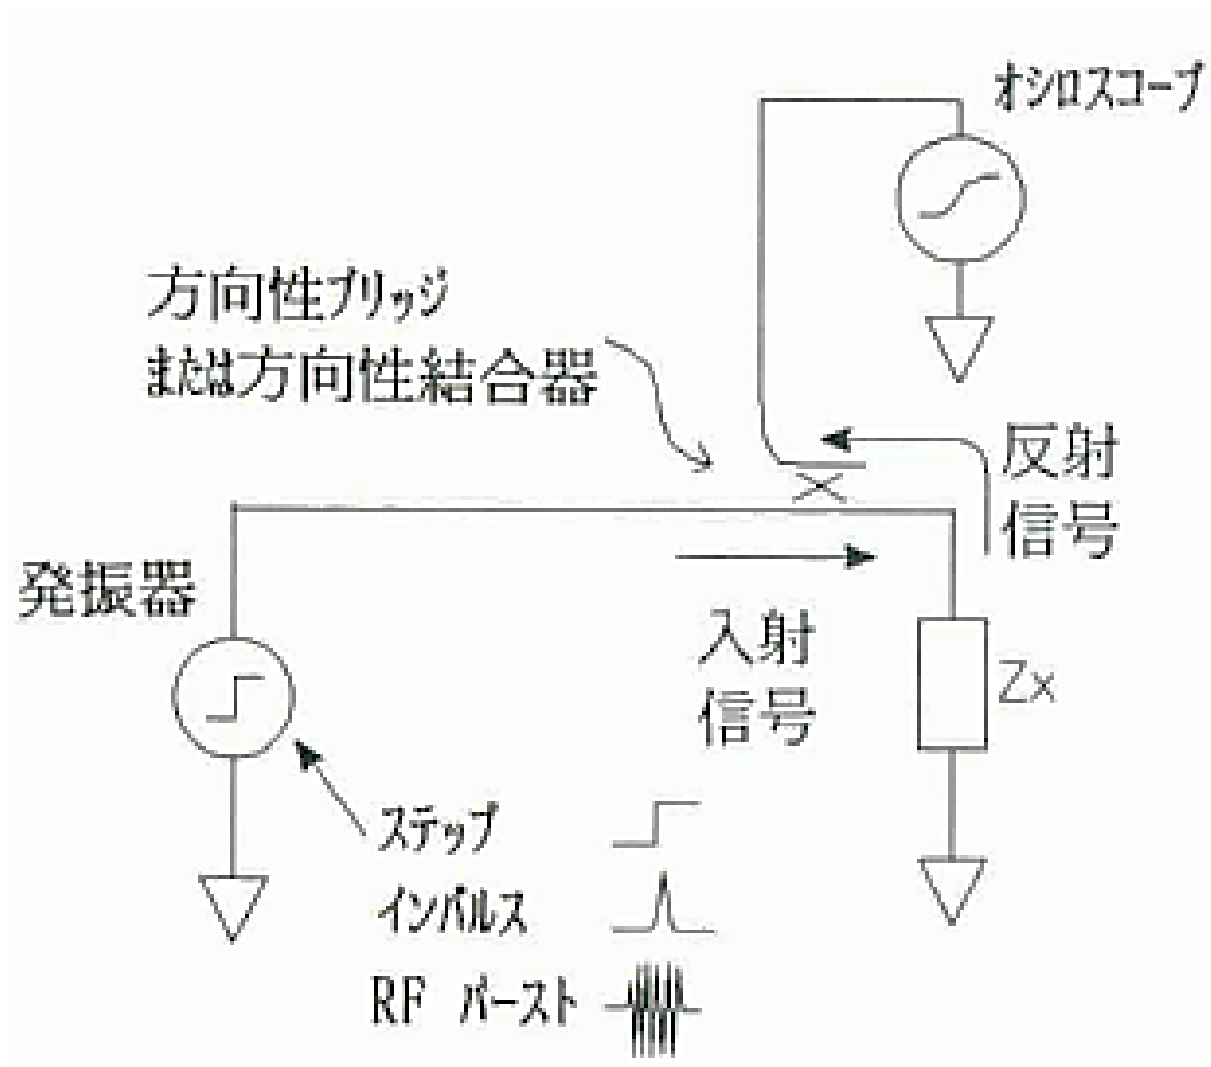 オシロスコープ
方向性ブリッジ
または方向性結合器
反射
信号
発振器
入射
信号
Zx
ステップ
インパルス
RF バースト